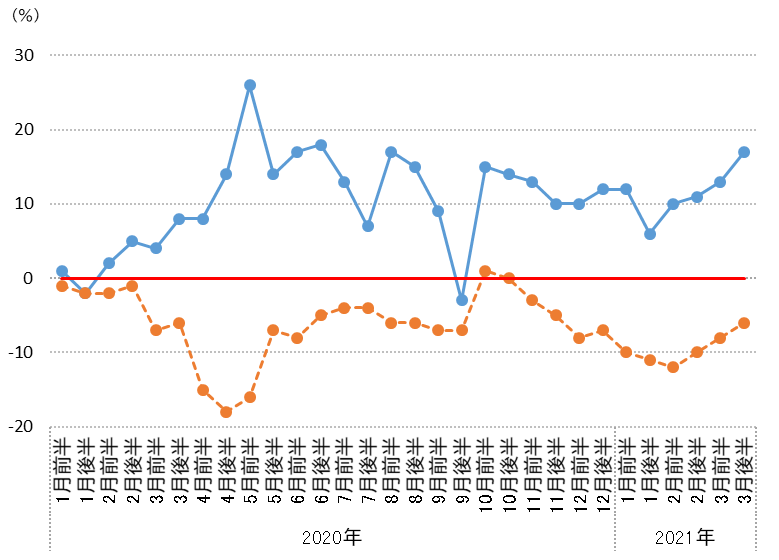 (%)
30
20
10
0
-10
-20
1月前半
1月後半
2月前半
2月後半
3月前半
3月後半
4月前半
4月後半
5月前半
5月後半
6月前半
6月後半
7月前半
7月後半
8月前半
8月後半
9月前半
9月後半
10月前半
10月後半
11月前半
11月後半
12月前半
12月後半
1月前半
1月後半
2月前半
2月後半
3月前半
3月後半
2020年
2021年